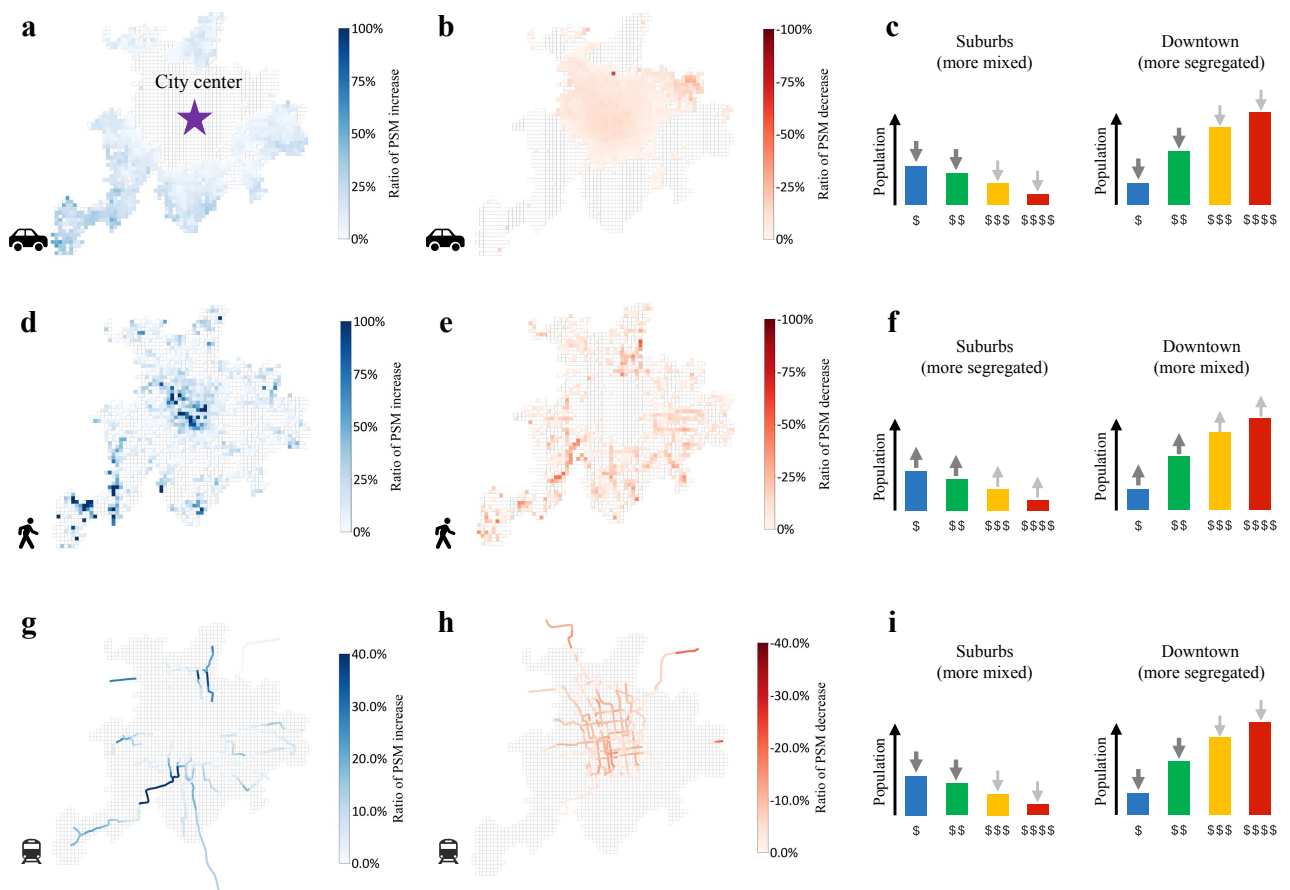 a
City center
100%
75%
50%
25%
0%
Ratio of PSM increase
b
-100%
-75%
-50%
-25%
0%
Ratio of PSM decrease
c
Suburbs
(more mixed)
Population
$ $$ $$$ $$$$
Downtown
(more segregated)
Population
$ $$ $$$ $$$$
d
100%
75%
50%
25%
0%
Ratio of PSM increase
e
-100%
-75%
-50%
-25%
0%
Ratio of PSM decrease
f
Suburbs
(more segregated)
Population
$ $$ $$$ $$$$
Downtown
(more mixed)
Population
$ $$ $$$ $$$$
g
40.0%
30.0%
20.0%
10.0%
0.0%
Ratio of PSM increase
h
-40.0%
-30.0%
-20.0%
-10.0%
0.0%
Ratio of PSM decrease
i
Suburbs
(more mixed)
Population
$ $$ $$$ $$$$
Downtown
(more segregated)
Population
$ $$ $$$ $$$$